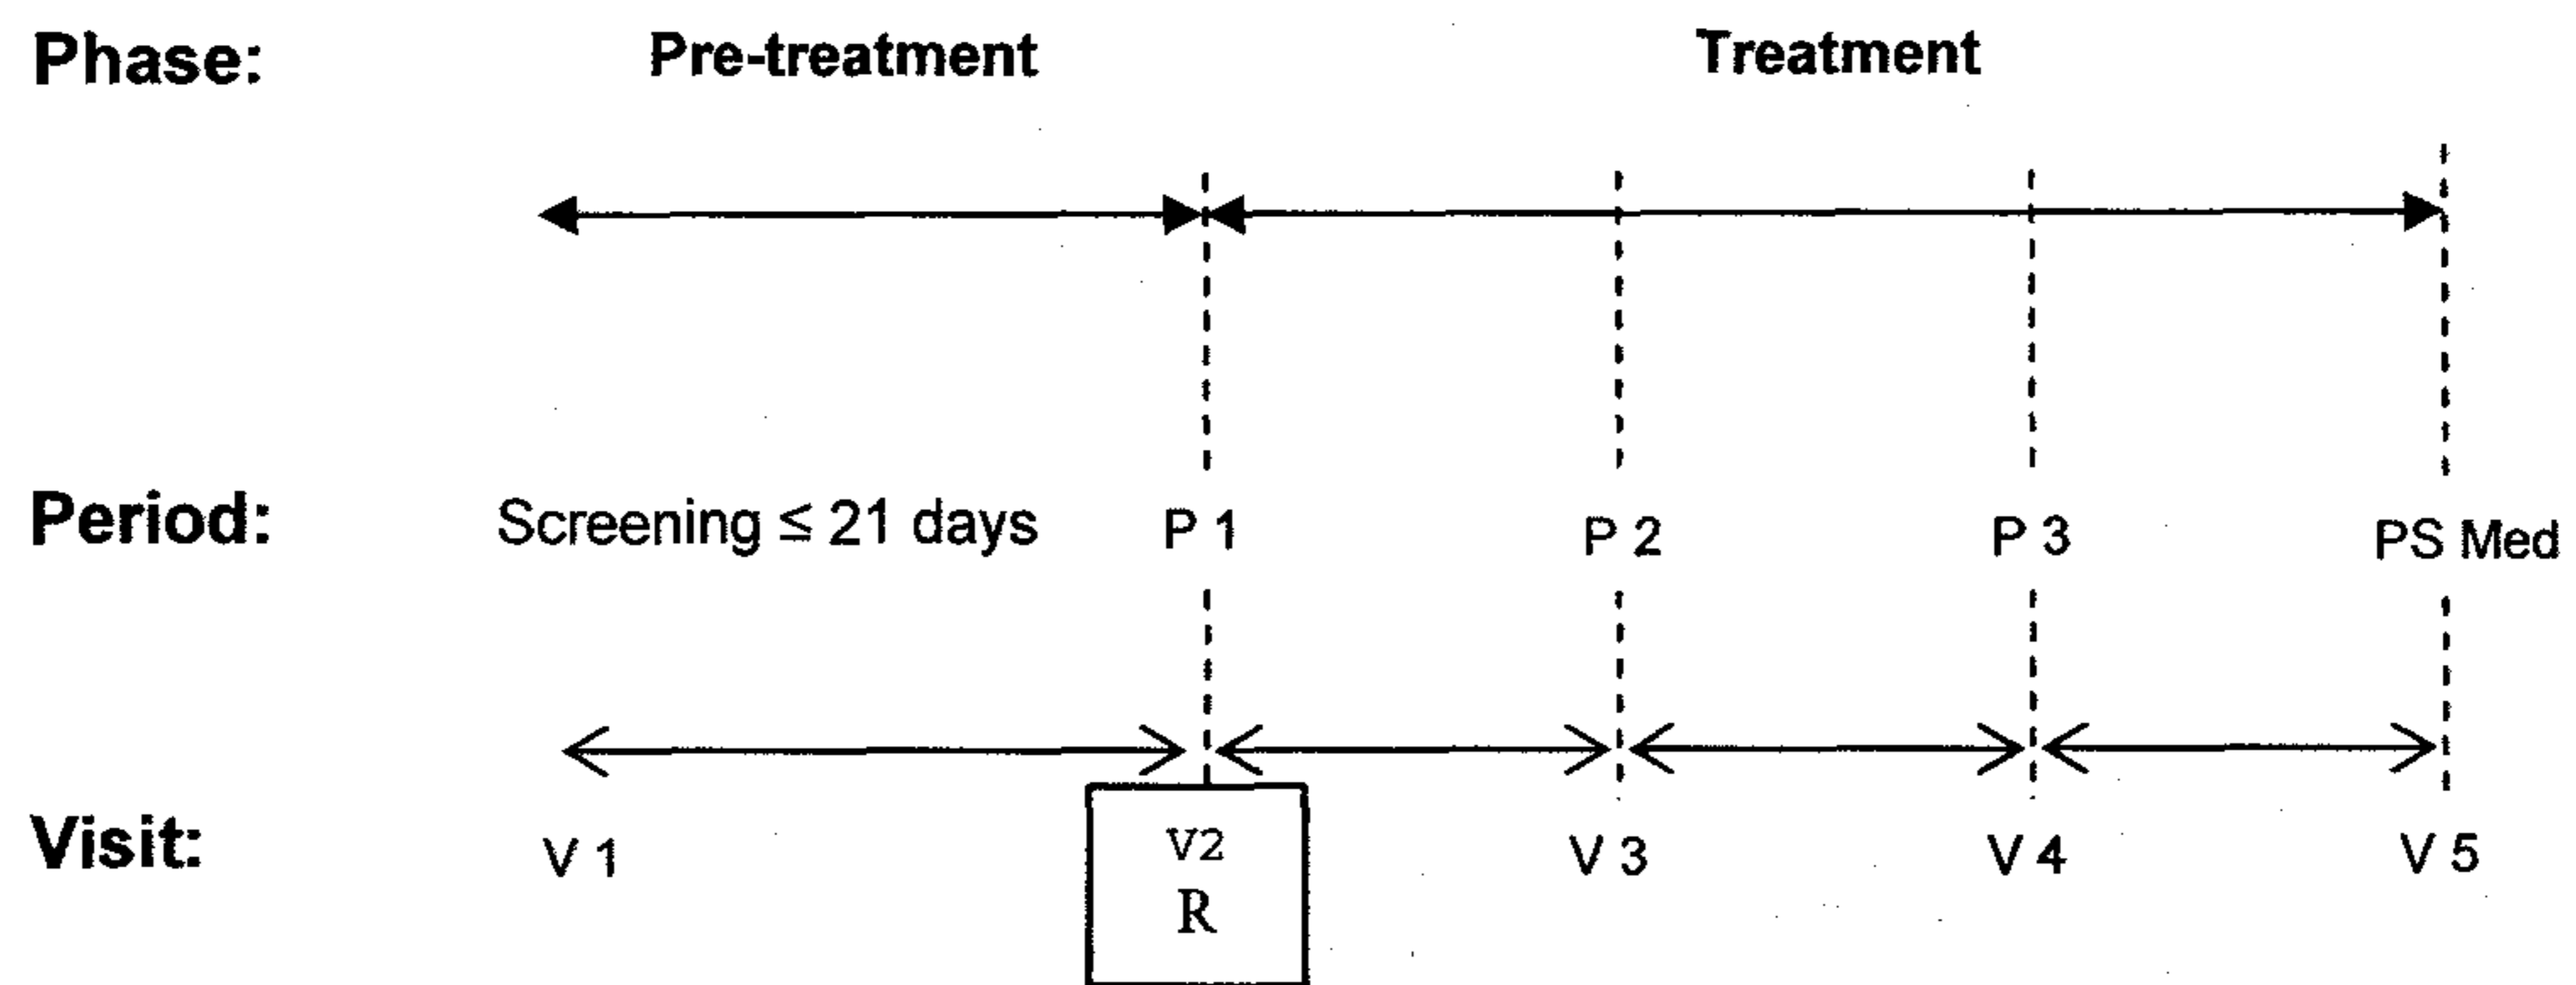 Phase: Pre-treatment Treatment
Period: Screening ≤ 21 days P 1 P 2 P 3 PS Med
Visit: V 1 V2 V 3 V 4 V 5
R